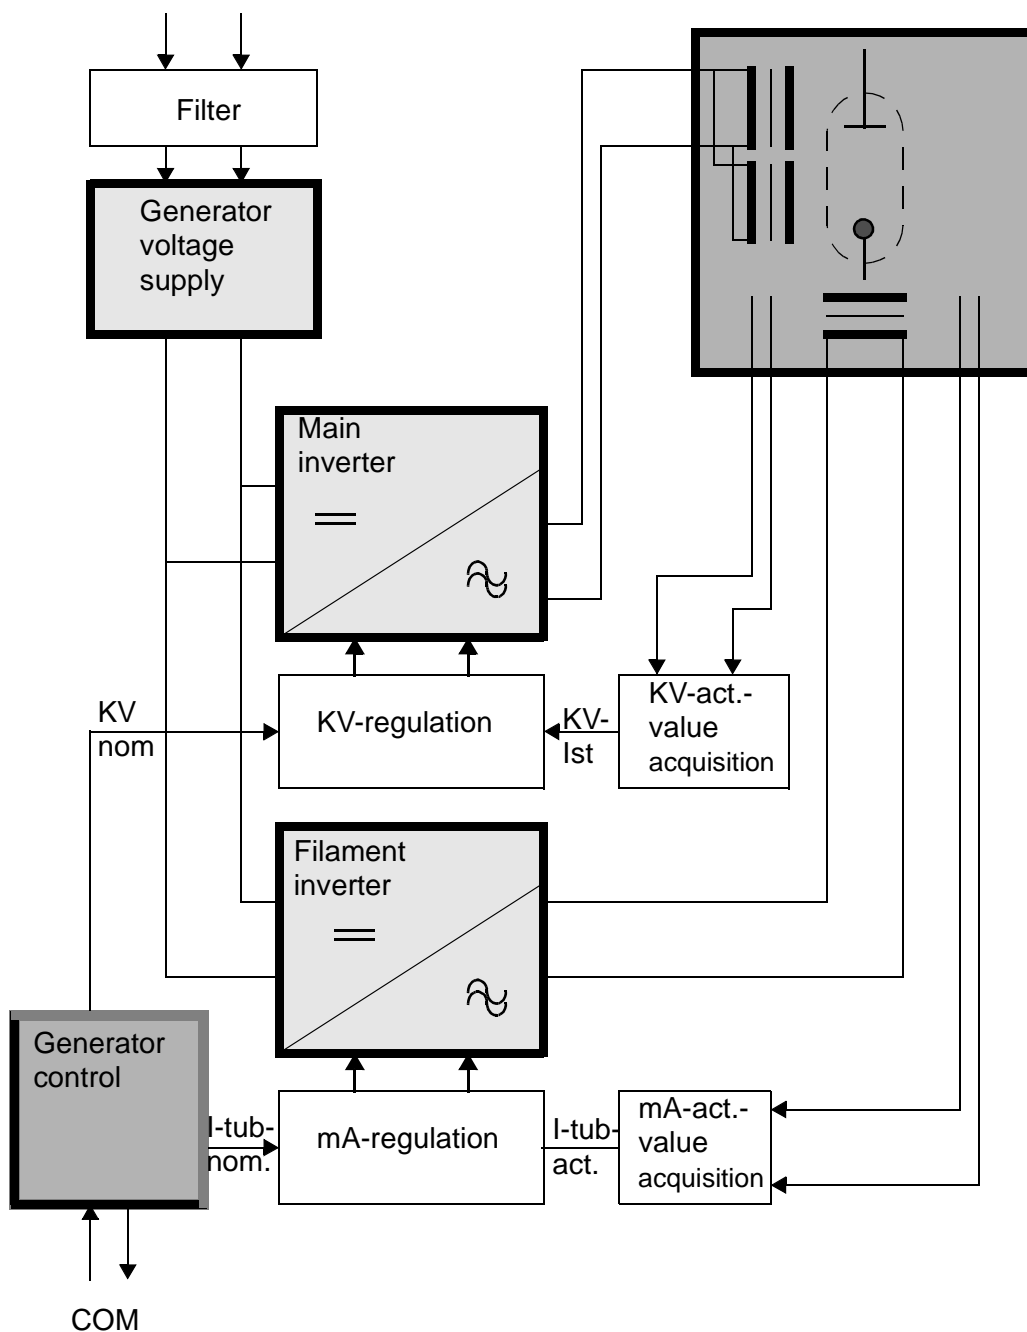 Filter
Generator
voltage
supply
Main
inverter
KV
nom
KV-regulation
KV-
Ist
KV-act.-
value
acquisition
Filament
inverter
Generator
control
I-tub-
nom.
mA-regulation
I-tub-
act.
mA-act.-
value
acquisition
COM